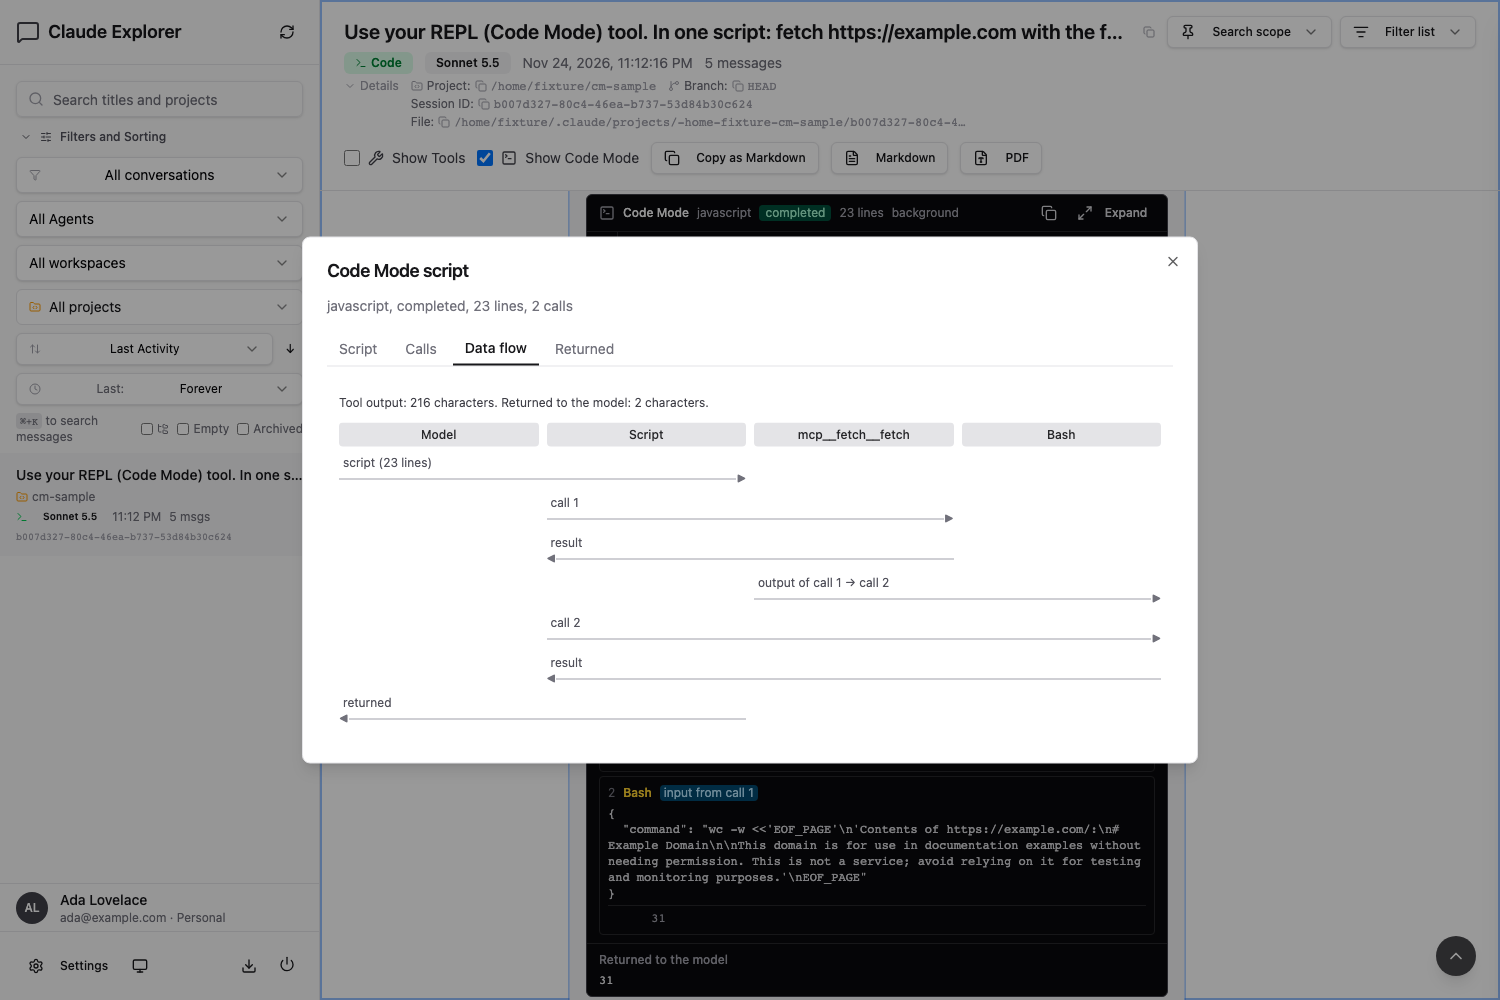 Claude Explorer
Search titles and projects
Filters and Sorting
All conversations
All Agents
All workspaces
All projects
Last Activity
Last: Forever
⌘+K to search messages
Empty
Archived
Use your REPL (Code Mode) tool. In one s...
cm-sample
Sonnet 5.5 11:12 PM 5 msgs
b007d327-80c4-46ea-b737-53d84b30c624
AL
Ada Lovelace
ada@example.com · Personal
Settings
Use your REPL (Code Mode) tool. In one script: fetch https://example.com with the f...
Search scope
Filter list
Code Sonnet 5.5 Nov 24, 2026, 11:12:16 PM 5 messages
Details Project: /home/fixture/cm-sample Branch: HEAD
Session ID: b007d327-80c4-46ea-b737-53d84b30c624
File: /home/fixture/.claude/projects/-home-fixture-cm-sample/b007d327-80c4-4…
Show Tools Show Code Mode Copy as Markdown Markdown PDF
Code Mode javascript completed 23 lines background Expand
Code Mode script
javascript, completed, 23 lines, 2 calls
Script Calls Data flow Returned
Tool output: 216 characters. Returned to the model: 2 characters.
Model Script mcp__fetch__fetch Bash
script (23 lines)
call 1
result
output of call 1 → call 2
call 2
result
returned
2 Bash input from call 1
{
"command": "wc -w <<'EOF_PAGE'\n'Contents of https://example.com/:\n#
Example Domain\n\nThis domain is for use in documentation examples without
needing permission. This is not a service; avoid relying on it for testing
and monitoring purposes.'\nEOF_PAGE"
}
31
Returned to the model
31